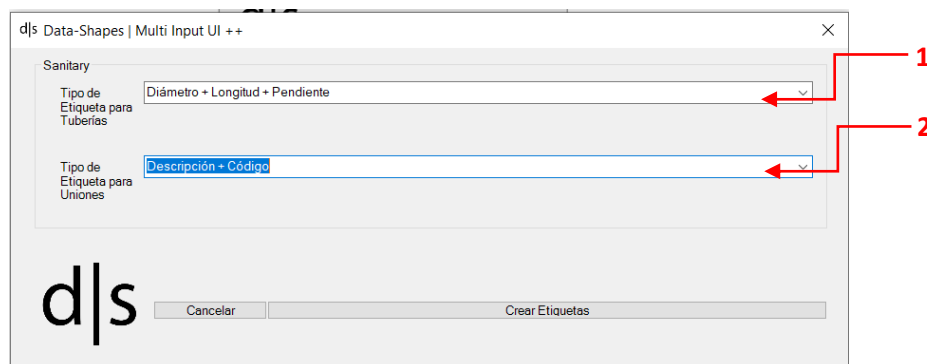 d|s Data-Shapes | Multi Input UI ++
1
Sanitary
Tipo de
Etiqueta para
Tuberías
Diámetro + Longitud + Pendiente
2
Tipo de
Etiqueta para
Uniones
Descripción + Código
d|s
Cancelar
Crear Etiquetas